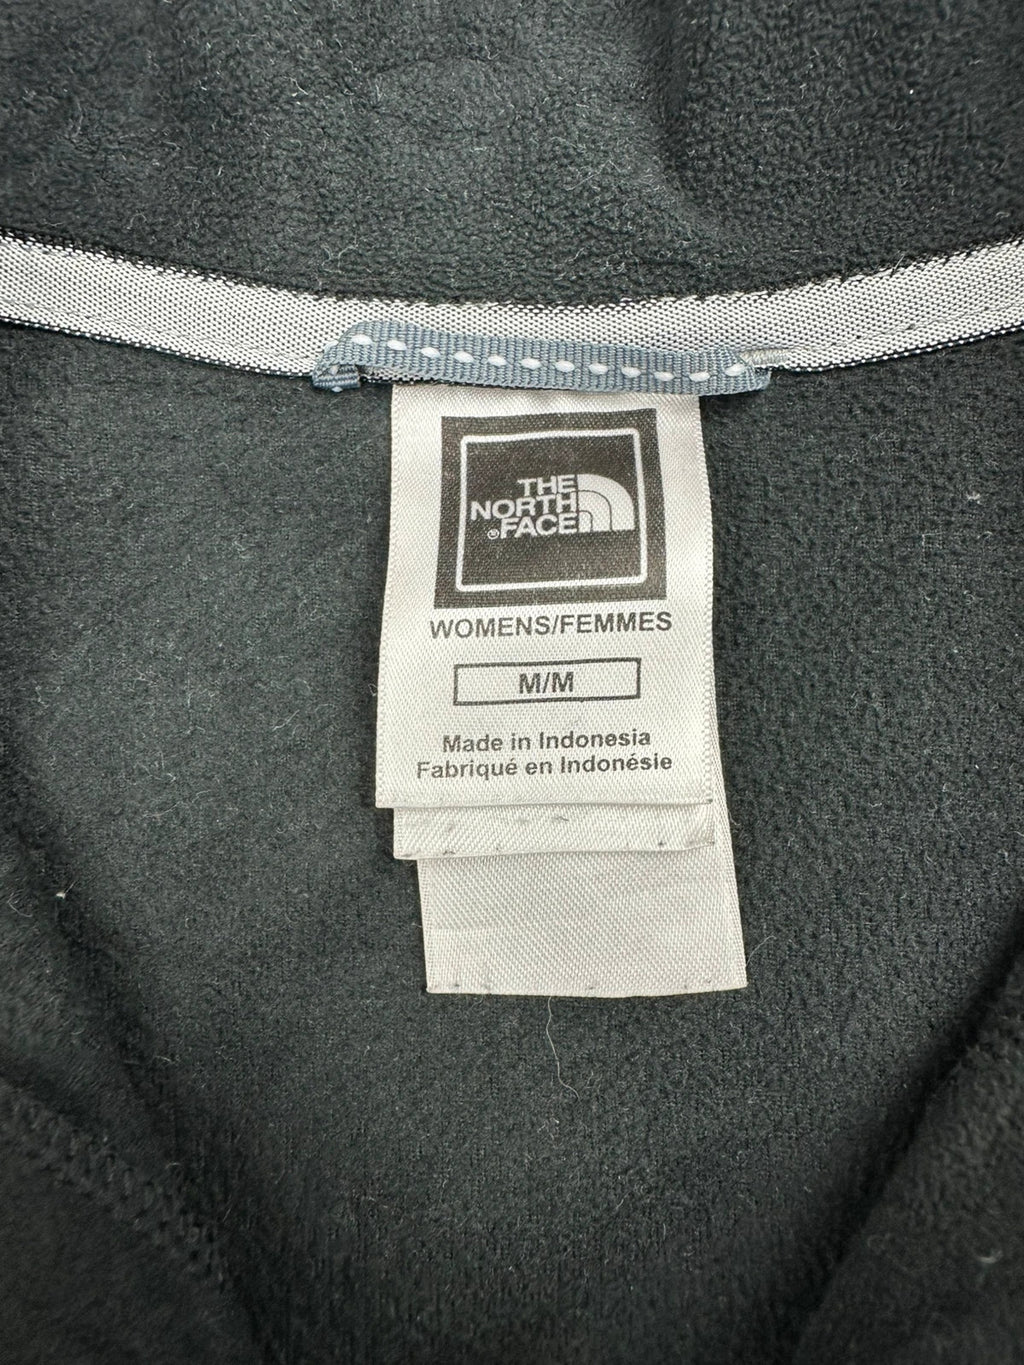 THE
NORTH
®FACE
WOMENS/FEMMES
M/M
Made in Indonesia
Fabriqué en Indonésie